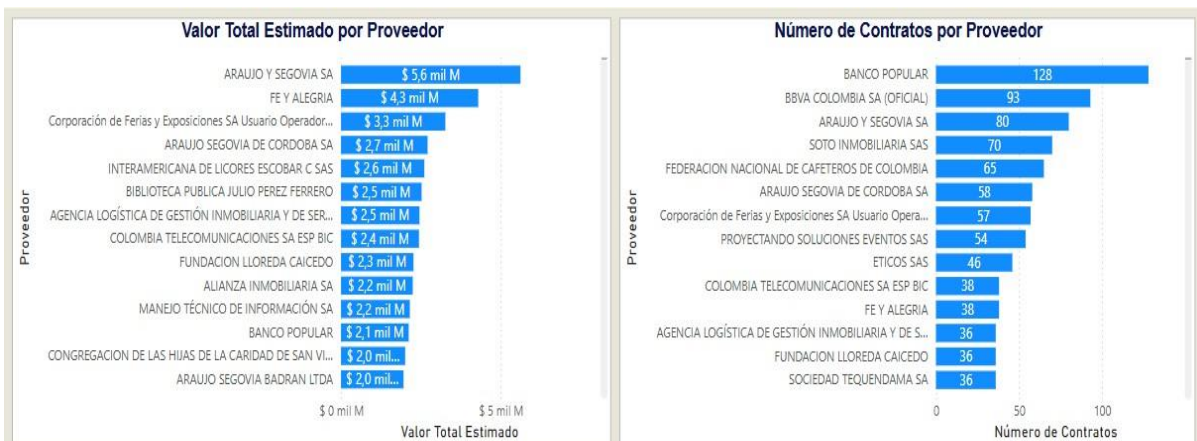 Valor Total Estimado por Proveedor
Proveedor
ARAUJO Y SEGOVIA SA $ 5,6 mil M
FE Y ALEGRIA $ 4,3 mil M
Corporación de Ferias y Exposiciones SA Usuario Operador... $ 3,3 mil M
ARAUJO SEGOVIA DE CORDOBA SA $ 2,7 mil M
INTERAMERICANA DE LICORES ESCOBAR C SAS $ 2,6 mil M
BIBLIOTECA PUBLICA JULIO PEREZ FERRERO $ 2,5 mil M
AGENCIA LOGÍSTICA DE GESTIÓN INMOBILIARIA Y DE SER... $ 2,5 mil M
COLOMBIA TELECOMUNICACIONES SA ESP BIC $ 2,4 mil M
FUNDACION LLOREDA CAICEDO $ 2,3 mil M
ALIANZA INMOBILIARIA SA $ 2,2 mil M
MANEJO TÉCNICO DE INFORMACIÓN SA $ 2,2 mil M
BANCO POPULAR $ 2,1 mil M
CONGREGACION DE LAS HIJAS DE LA CARIDAD DE SAN VI... $ 2,0 mil...
ARAUJO SEGOVIA BADRAN LTDA $ 2,0 mil...
$ 0 mil M $ 5 mil M
Valor Total Estimado
Número de Contratos por Proveedor
Proveedor
BANCO POPULAR 128
BBVA COLOMBIA SA (OFICIAL) 93
ARAUJO Y SEGOVIA SA 80
SOTO INMOBILIARIA SAS 70
FEDERACION NACIONAL DE CAFETEROS DE COLOMBIA 65
ARAUJO SEGOVIA DE CORDOBA SA 58
Corporación de Ferias y Exposiciones SA Usuario Opera... 57
PROYECTANDO SOLUCIONES EVENTOS SAS 54
ETICOS SAS 46
COLOMBIA TELECOMUNICACIONES SA ESP BIC 38
FE Y ALEGRIA 38
AGENCIA LOGÍSTICA DE GESTIÓN INMOBILIARIA Y DE S... 36
FUNDACION LLOREDA CAICEDO 36
SOCIEDAD TEQUENDAMA SA 36
0 50 100
Número de Contratos